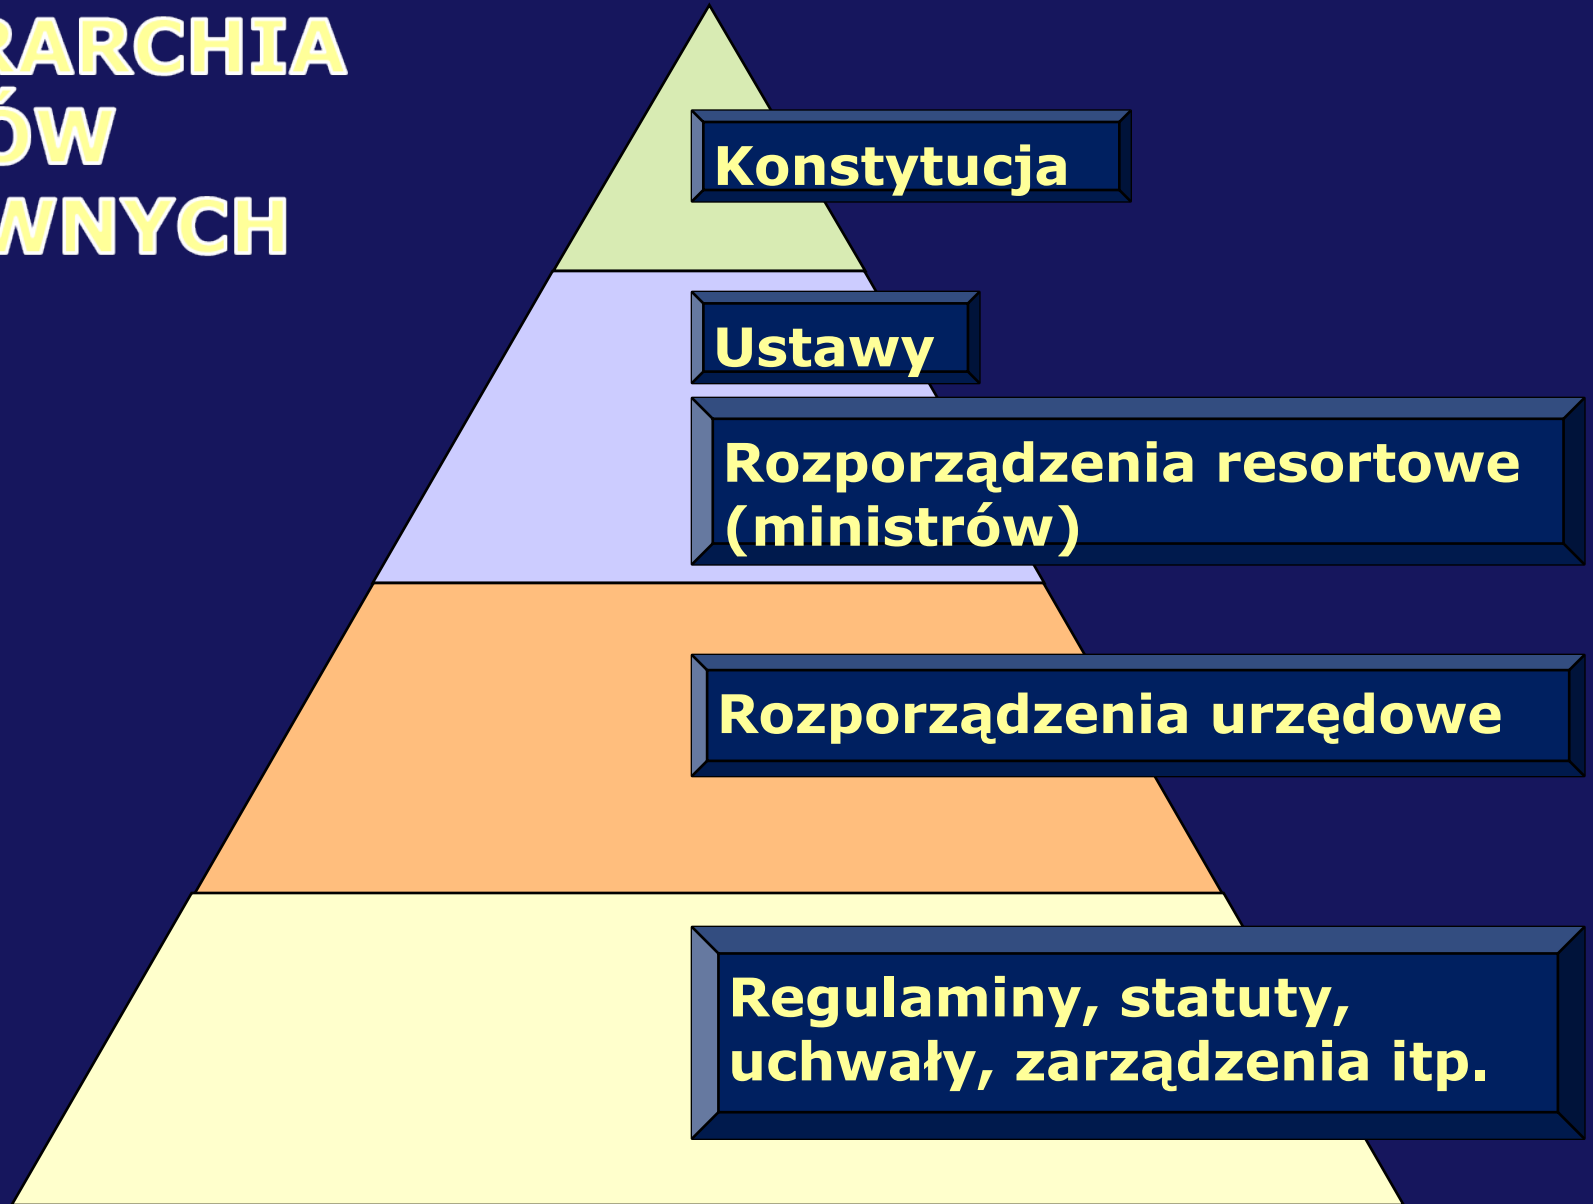 RARCHIA
ÓW
WNYCH
Konstytucja
Ustawy
Rozporządzenia resortowe
(ministrów)
Rozporządzenia urzędowe
Regulaminy, statuty,
uchwały, zarządzenia itp.